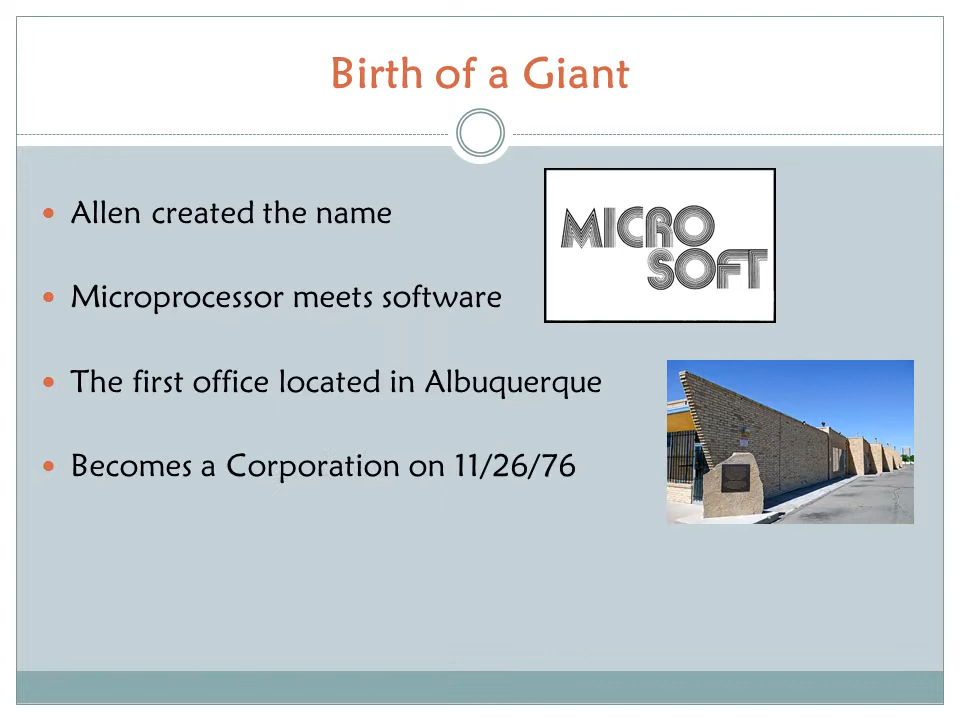 Birth of a Giant
Allen created the name
MICRO
SOFT
Microprocessor meets software
The first office located in Albuquerque
Becomes a Corporation on 11/26/76